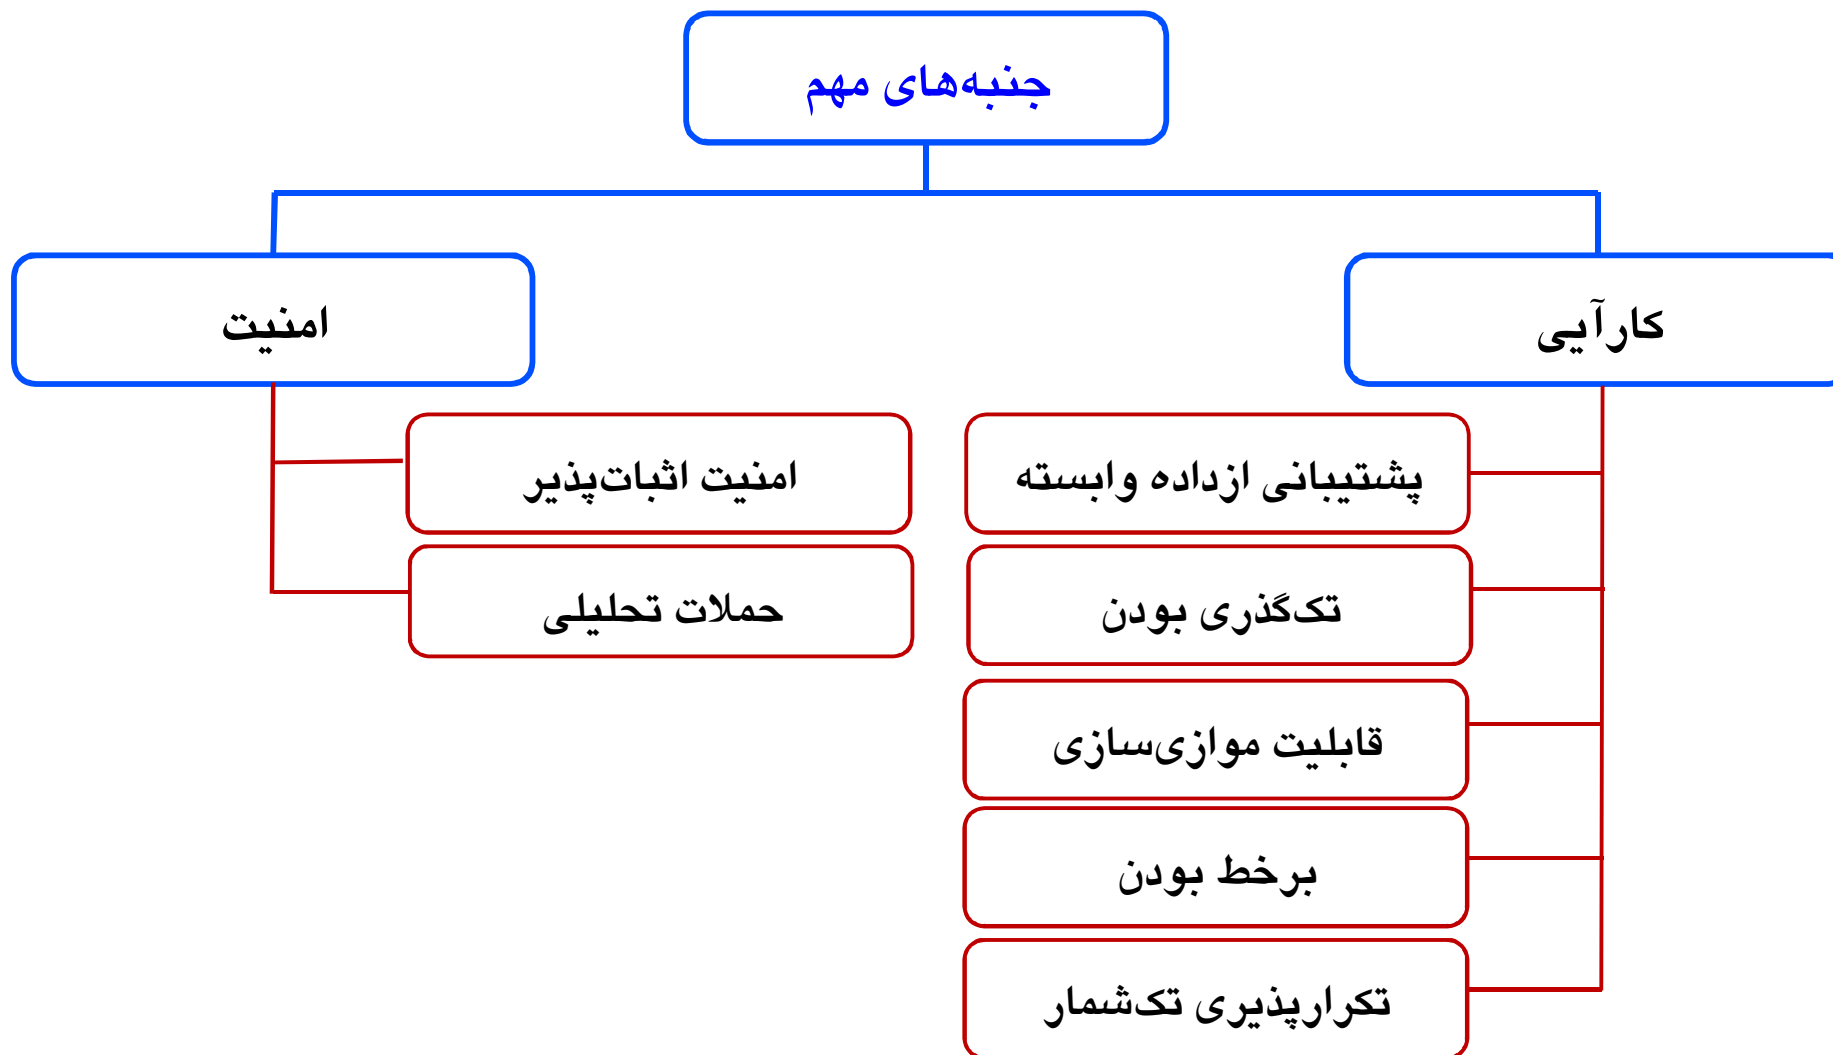 جنبه‌های مهم
کارآیی
امنیت
پشتیبانی ازداده وابسته
تک‌گذری بودن
قابلیت موازی‌سازی
برخط بودن
تکرارپذیری تک‌شمار
امنیت اثبات‌پذیر
حملات تحلیلی